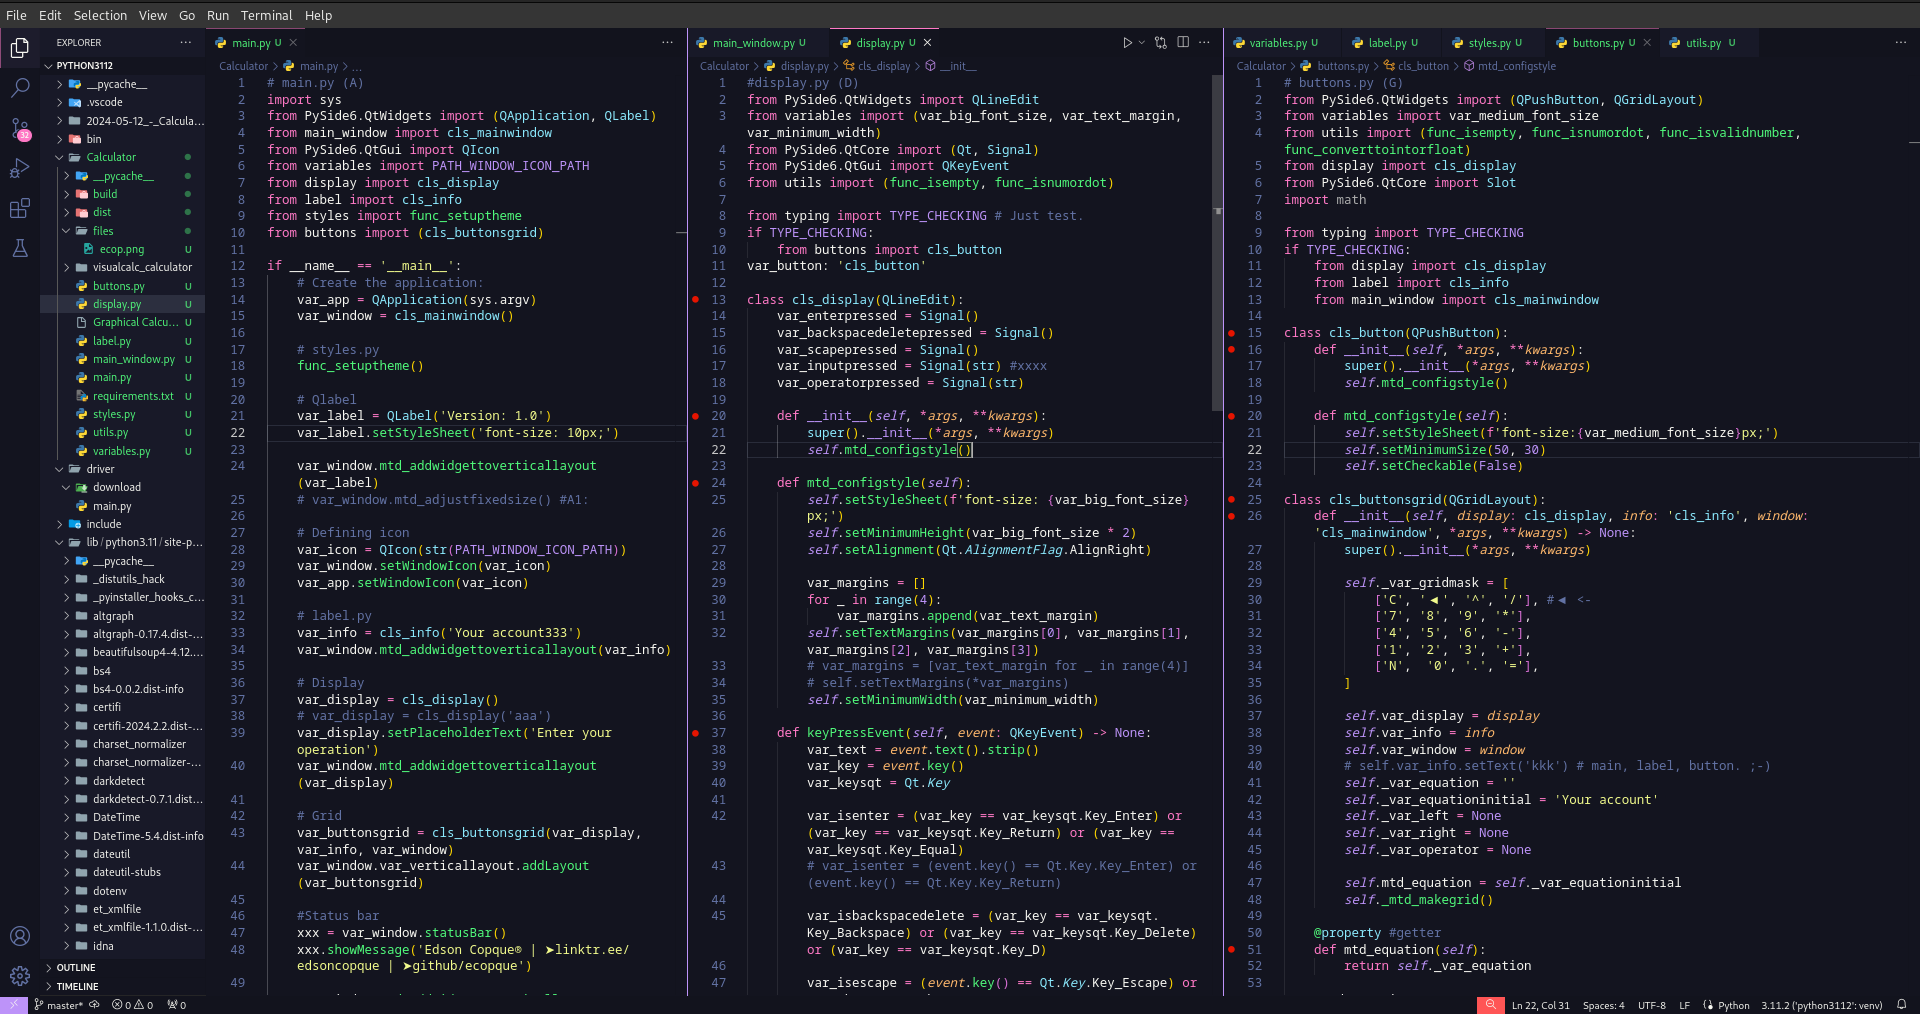 File Edit Selection View Go Run Terminal Help
EXPLORER ···
PYTHON3112
__pycache__
.vscode
2024-05-12_-_Calcula...
bin
Calculator
__pycache__
build
dist
files
ecop.png U
visualcalc_calculator
buttons.py U
display.py U
Graphical Calcu... U
label.py U
main_window.py U
main.py U
requirements.txt U
styles.py U
utils.py U
variables.py U
driver
download
main.py
include
lib / python3.11 / site-p...
__pycache__
_distutils_hack
_pyinstaller_hooks_c...
altgraph
altgraph-0.17.4.dist-...
beautifulsoup4-4.12....
bs4
bs4-0.0.2.dist-info
certifi
certifi-2024.2.2.dist-...
charset_normalizer
charset_normalizer-...
darkdetect
darkdetect-0.7.1.dist...
DateTime
DateTime-5.4.dist-info
dateutil
dateutil-stubs
dotenv
et_xmlfile
et_xmlfile-1.1.0.dist-...
idna
OUTLINE
TIMELINE
32
main.py U
Calculator > main.py > ...
1 # main.py (A)
2 import sys
3 from PySide6.QtWidgets import (QApplication, QLabel)
4 from main_window import cls_mainwindow
5 from PySide6.QtGui import QIcon
6 from variables import PATH_WINDOW_ICON_PATH
7 from display import cls_display
8 from label import cls_info
9 from styles import func_setuptheme
10 from buttons import (cls_buttonsgrid)
11
12 if __name__ == '__main__':
13 # Create the application:
14 var_app = QApplication(sys.argv)
15 var_window = cls_mainwindow()
16
17 # styles.py
18 func_setuptheme()
19
20 # Qlabel
21 var_label = QLabel('Version: 1.0')
22 var_label.setStyleSheet('font-size: 10px;')
23
24 var_window.mtd_addwidgettoverticallayout
(var_label)
25 # var_window.mtd_adjustfixedsize() #A1:
26
27 # Defining icon
28 var_icon = QIcon(str(PATH_WINDOW_ICON_PATH))
29 var_window.setWindowIcon(var_icon)
30 var_app.setWindowIcon(var_icon)
31
32 # label.py
33 var_info = cls_info('Your account333')
34 var_window.mtd_addwidgettoverticallayout(var_info)
35
36 # Display
37 var_display = cls_display()
38 # var_display = cls_display('aaa')
39 var_display.setPlaceholderText('Enter your
operation')
40 var_window.mtd_addwidgettoverticallayout
(var_display)
41
42 # Grid
43 var_buttonsgrid = cls_buttonsgrid(var_display,
var_info, var_window)
44 var_window.var_verticallayout.addLayout
(var_buttonsgrid)
45
46 #Status bar
47 xxx = var_window.statusBar()
48 xxx.showMessage('Edson Copque® | ➤linktr.ee/
edsoncopque | ➤github/ecopque')
49
main_window.py U display.py U
Calculator > display.py > cls_display > __init__
1 #display.py (D)
2 from PySide6.QtWidgets import QLineEdit
3 from variables import (var_big_font_size, var_text_margin,
var_minimum_width)
4 from PySide6.QtCore import (Qt, Signal)
5 from PySide6.QtGui import QKeyEvent
6 from utils import (func_isempty, func_isnumordot)
7
8 from typing import TYPE_CHECKING # Just test.
9 if TYPE_CHECKING:
10 from buttons import cls_button
11 var_button: 'cls_button'
12
13 class cls_display(QLineEdit):
14 var_enterpressed = Signal()
15 var_backspacedeletepressed = Signal()
16 var_scapepressed = Signal()
17 var_inputpressed = Signal(str) #xxxx
18 var_operatorpressed = Signal(str)
19
20 def __init__(self, *args, **kwargs):
21 super().__init__(*args, **kwargs)
22 self.mtd_configstyle()
23
24 def mtd_configstyle(self):
25 self.setStyleSheet(f'font-size: {var_big_font_size}
px;')
26 self.setMinimumHeight(var_big_font_size * 2)
27 self.setAlignment(Qt.AlignmentFlag.AlignRight)
28
29 var_margins = []
30 for _ in range(4):
31 var_margins.append(var_text_margin)
32 self.setTextMargins(var_margins[0], var_margins[1],
var_margins[2], var_margins[3])
33 # var_margins = [var_text_margin for _ in range(4)]
34 # self.setTextMargins(*var_margins)
35 self.setMinimumWidth(var_minimum_width)
36
37 def keyPressEvent(self, event: QKeyEvent) -> None:
38 var_text = event.text().strip()
39 var_key = event.key()
40 var_keysqt = Qt.Key
41
42 var_isenter = (var_key == var_keysqt.Key_Enter) or
(var_key == var_keysqt.Key_Return) or (var_key ==
var_keysqt.Key_Equal)
43 # var_isenter = (event.key() == Qt.Key.Key_Enter) or
(event.key() == Qt.Key.Key_Return)
44
45 var_isbackspacedelete = (var_key == var_keysqt.
Key_Backspace) or (var_key == var_keysqt.Key_Delete)
or (var_key == var_keysqt.Key_D)
46
47 var_isescape = (event.key() == Qt.Key.Key_Escape) or
variables.py U label.py U styles.py U buttons.py U utils.py U
Calculator > buttons.py > cls_button > mtd_configstyle
1 # buttons.py (G)
2 from PySide6.QtWidgets import (QPushButton, QGridLayout)
3 from variables import var_medium_font_size
4 from utils import (func_isempty, func_isnumordot, func_isvalidnumber,
func_converttointorfloat)
5 from display import cls_display
6 from PySide6.QtCore import Slot
7 import math
8
9 from typing import TYPE_CHECKING
10 if TYPE_CHECKING:
11 from display import cls_display
12 from label import cls_info
13 from main_window import cls_mainwindow
14
15 class cls_button(QPushButton):
16 def __init__(self, *args, **kwargs):
17 super().__init__(*args, **kwargs)
18 self.mtd_configstyle()
19
20 def mtd_configstyle(self):
21 self.setStyleSheet(f'font-size:{var_medium_font_size}px;')
22 self.setMinimumSize(50, 30)
23 self.setCheckable(False)
24
25 class cls_buttonsgrid(QGridLayout):
26 def __init__(self, display: cls_display, info: 'cls_info', window:
'cls_mainwindow', *args, **kwargs) -> None:
27 super().__init__(*args, **kwargs)
28
29 self._var_gridmask = [
30 ['C', '◀', '^', '/'], #◀ <-
31 ['7', '8', '9', '*'],
32 ['4', '5', '6', '-'],
33 ['1', '2', '3', '+'],
34 ['N', '0', '.', '='],
35 ]
36
37 self.var_display = display
38 self.var_info = info
39 self.var_window = window
40 # self.var_info.setText('kkk') # main, label, button. ;-)
41 self._var_equation = ''
42 self._var_equationinitial = 'Your account'
43 self._var_left = None
44 self._var_right = None
45 self._var_operator = None
46
47 self.mtd_equation = self._var_equationinitial
48 self._mtd_makegrid()
49
50 @property #getter
51 def mtd_equation(self):
52 return self._var_equation
53
master* 0 0 0 Ln 22, Col 31 Spaces: 4 UTF-8 LF Python 3.11.2 ('python3112': venv)